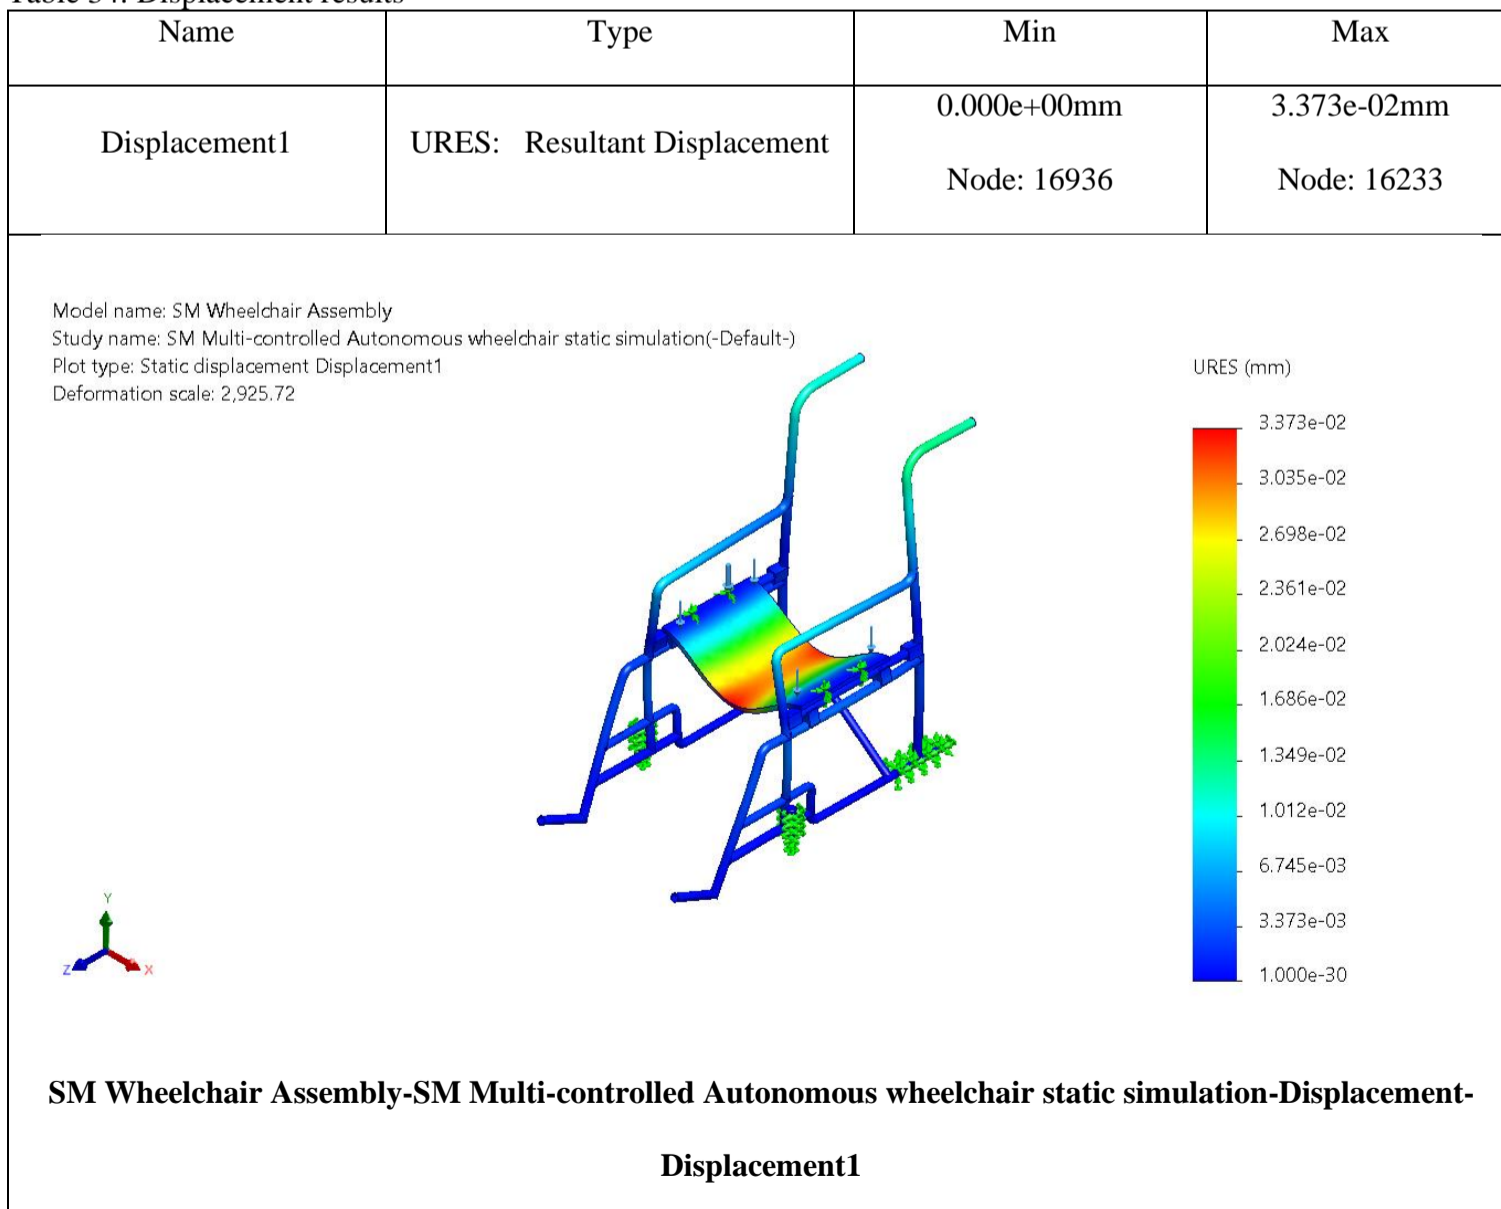 Table 34: Displacement results
Name Type Min Max
Displacement1 URES: Resultant Displacement 0.000e+00mm 3.373e-02mm
Node: 16936 Node: 16233
Model name: SM Wheelchair Assembly
Study name: SM Multi-controlled Autonomous wheelchair static simulation(-Default-)
Plot type: Static displacement Displacement1
Deformation scale: 2,925.72
URES (mm)
3.373e-02
3.035e-02
2.698e-02
2.361e-02
2.024e-02
1.686e-02
1.349e-02
1.012e-02
6.745e-03
3.373e-03
1.000e-30
Y
Z
X
SM Wheelchair Assembly-SM Multi-controlled Autonomous wheelchair static simulation-Displacement-
Displacement1